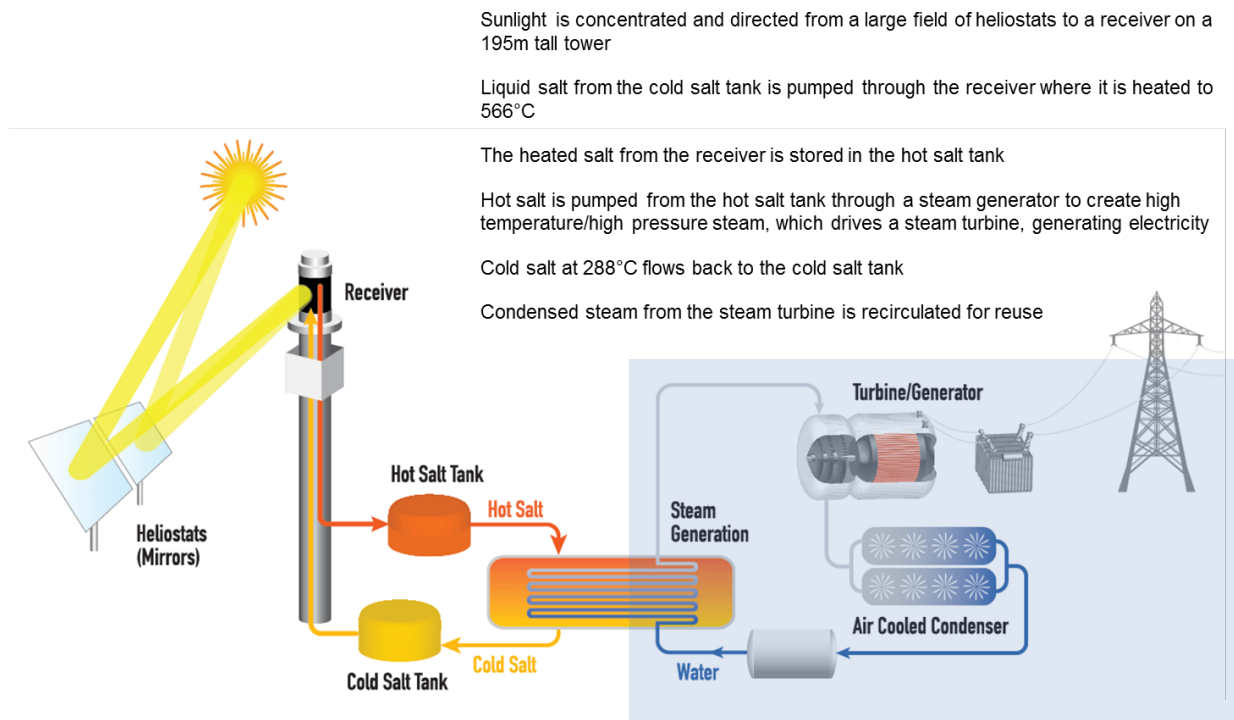 Sunlight is concentrated and directed from a large field of heliostats to a receiver on a
195m tall tower
Liquid salt from the cold salt tank is pumped through the receiver where it is heated to
566°C
The heated salt from the receiver is stored in the hot salt tank
Hot salt is pumped from the hot salt tank through a steam generator to create high
temperature/high pressure steam, which drives a steam turbine, generating electricity
Cold salt at 288°C flows back to the cold salt tank
Condensed steam from the steam turbine is recirculated for reuse
Receiver
Turbine/Generator
Hot Salt Tank
Hot Salt
Steam
Generation
Heliostats
(Mirrors)
Air Cooled Condenser
Cold Salt
Water
Cold Salt Tank